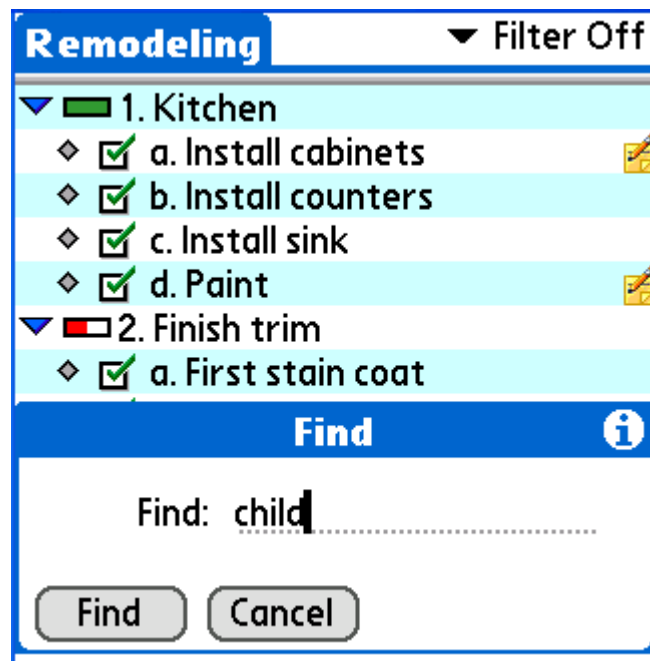 Remodeling Filter Off
1. Kitchen
a. Install cabinets
b. Install counters
c. Install sink
d. Paint
2. Finish trim
a. First stain coat
Find
Find: child
Find Cancel